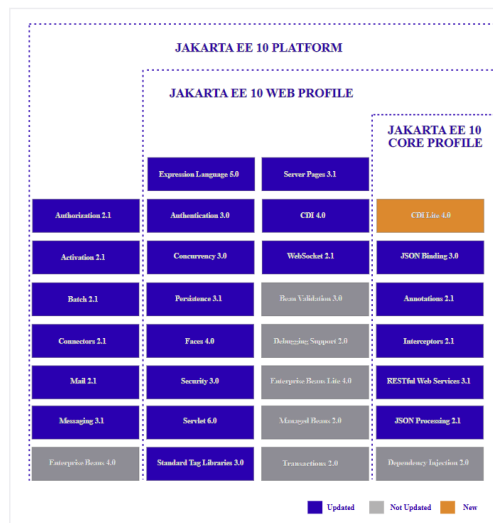 JAKARTA EE 10 PLATFORM
JAKARTA EE 10 WEB PROFILE
JAKARTA EE 10
CORE PROFILE
Expression Language 5.0
Server Pages 3.1
Authorization 2.1
Authentication 3.0
CDI 4.0
CDI Lite 4.0
Activation 2.1
Concurrency 3.0
WebSocket 2.1
JSON Binding 3.0
Batch 2.1
Persistence 3.1
Bean Validation 3.0
Annotations 2.1
Connectors 2.1
Faces 4.0
Debugging Support 2.0
Interceptors 2.1
Mail 2.1
Security 3.0
Enterprise Beans Lite 4.0
RESTful Web Services 3.1
Messaging 3.1
Servlet 6.0
Managed Beans 2.0
JSON Processing 2.1
Enterprise Beans 4.0
Standard Tag Libraries 3.0
Transactions 2.0
Dependency Injection 2.0
Updated
Not Updated
New